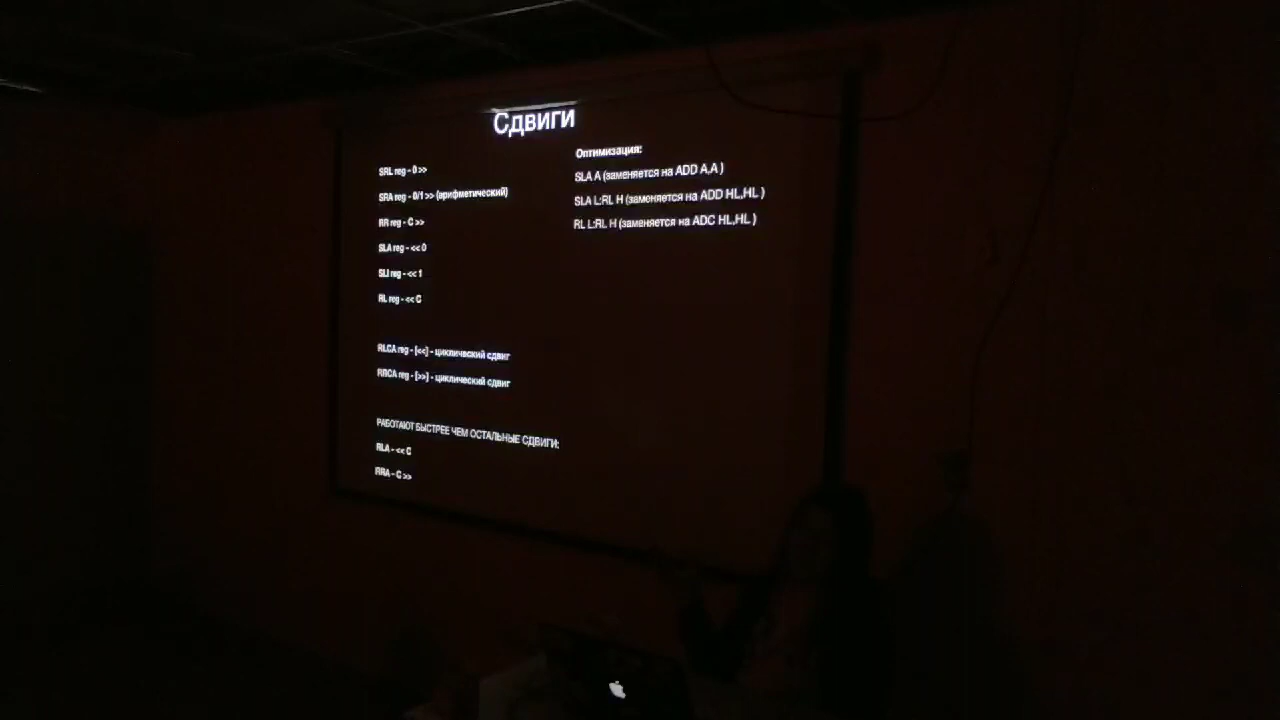 Сдвиги
SRL reg - 0 >>
SRA reg - 0/1 >> (арифметический)
RR reg - C >>
SLA reg - << 0
SLI reg - << 1
RL reg - << C
RLCA reg - [<<] - циклический сдвиг
RRCA reg - [>>] - циклический сдвиг
РАБОТАЮТ БЫСТРЕЕ ЧЕМ ОСТАЛЬНЫЕ СДВИГИ:
RLA - << C
RRA - C >>
Оптимизация:
SLA A (заменяется на ADD A,A )
SLA L:RL H (заменяется на ADD HL,HL )
RL L:RL H (заменяется на ADC HL,HL )